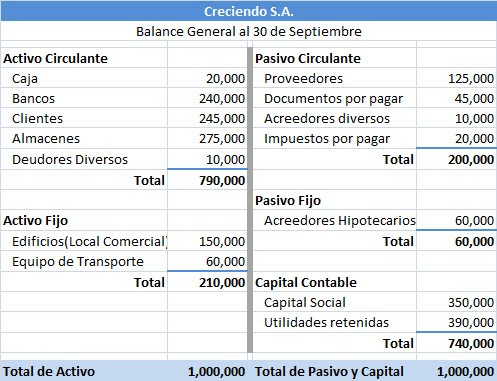 Creciendo S.A.
Balance General al 30 de Septiembre
Activo Circulante
Caja 20,000
Bancos 240,000
Clientes 245,000
Almacenes 275,000
Deudores Diversos 10,000
Total 790,000
Activo Fijo
Edificios(Local Comercial) 150,000
Equipo de Transporte 60,000
Total 210,000
Total de Activo 1,000,000
Pasivo Circulante
Proveedores 125,000
Documentos por pagar 45,000
Acreedores diversos 10,000
Impuestos por pagar 20,000
Total 200,000
Pasivo Fijo
Acreedores Hipotecarios 60,000
Total 60,000
Capital Contable
Capital Social 350,000
Utilidades retenidas 390,000
Total 740,000
Total de Pasivo y Capital 1,000,000